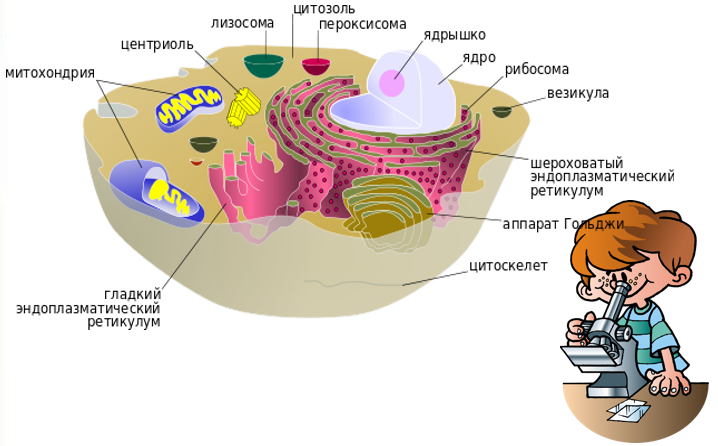 цитозоль
лизосома
пероксисома
ядрышко
центриоль
ядро
митохондрия
рибосома
везикула
шероховатый
эндоплазматический
ретикулум
аппарат Гольджи
цитоскелет
гладкий
эндоплазматический
ретикулум